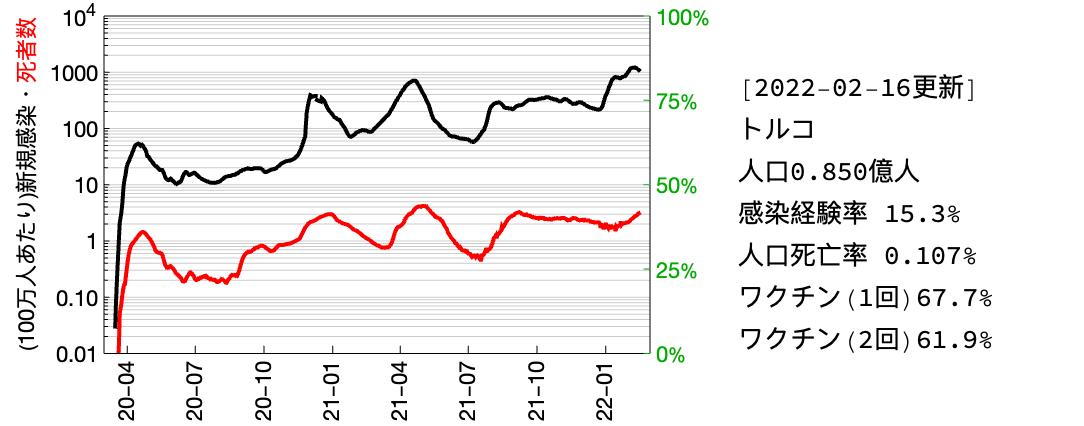 (100万人あたり)新規感染・死者数
10⁴
1000
100
10
1
0.10
0.01
100%
75%
50%
25%
0%
20-04
20-07
20-10
21-01
21-04
21-07
21-10
22-01
[2022-02-16更新]
トルコ
人口0.850億人
感染経験率 15.3%
人口死亡率 0.107%
ワクチン(1回)67.7%
ワクチン(2回)61.9%